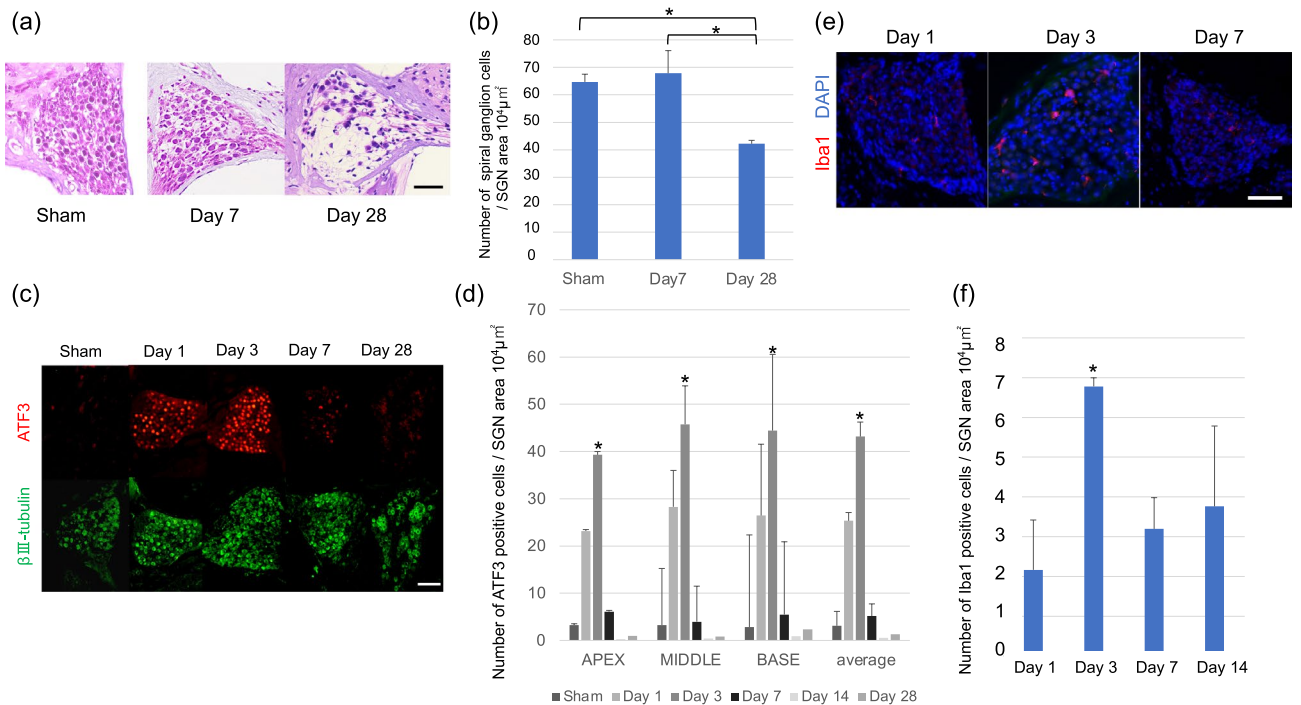 (a)
Sham
Day 7
Day 28
(b)
Number of spiral ganglion cells
/ SGN area 10⁴μm²
80
70
60
50
40
30
20
10
0
*
*
Sham
Day7
Day 28
(c)
Sham
Day 1
Day 3
Day 7
Day 28
ATF3
βⅢ-tubulin
(d)
Number of ATF3 positive cells / SGN area 10⁴μm²
70
60
50
40
30
20
10
0
*
*
*
*
APEX
MIDDLE
BASE
average
Sham
Day 1
Day 3
Day 7
Day 14
Day 28
(e)
Day 1
Day 3
Day 7
Iba1 DAPI
(f)
Number of Iba1 positive cells / SGN area 10⁴μm²
8
7
6
5
4
3
2
1
0
*
Day 1
Day 3
Day 7
Day 14